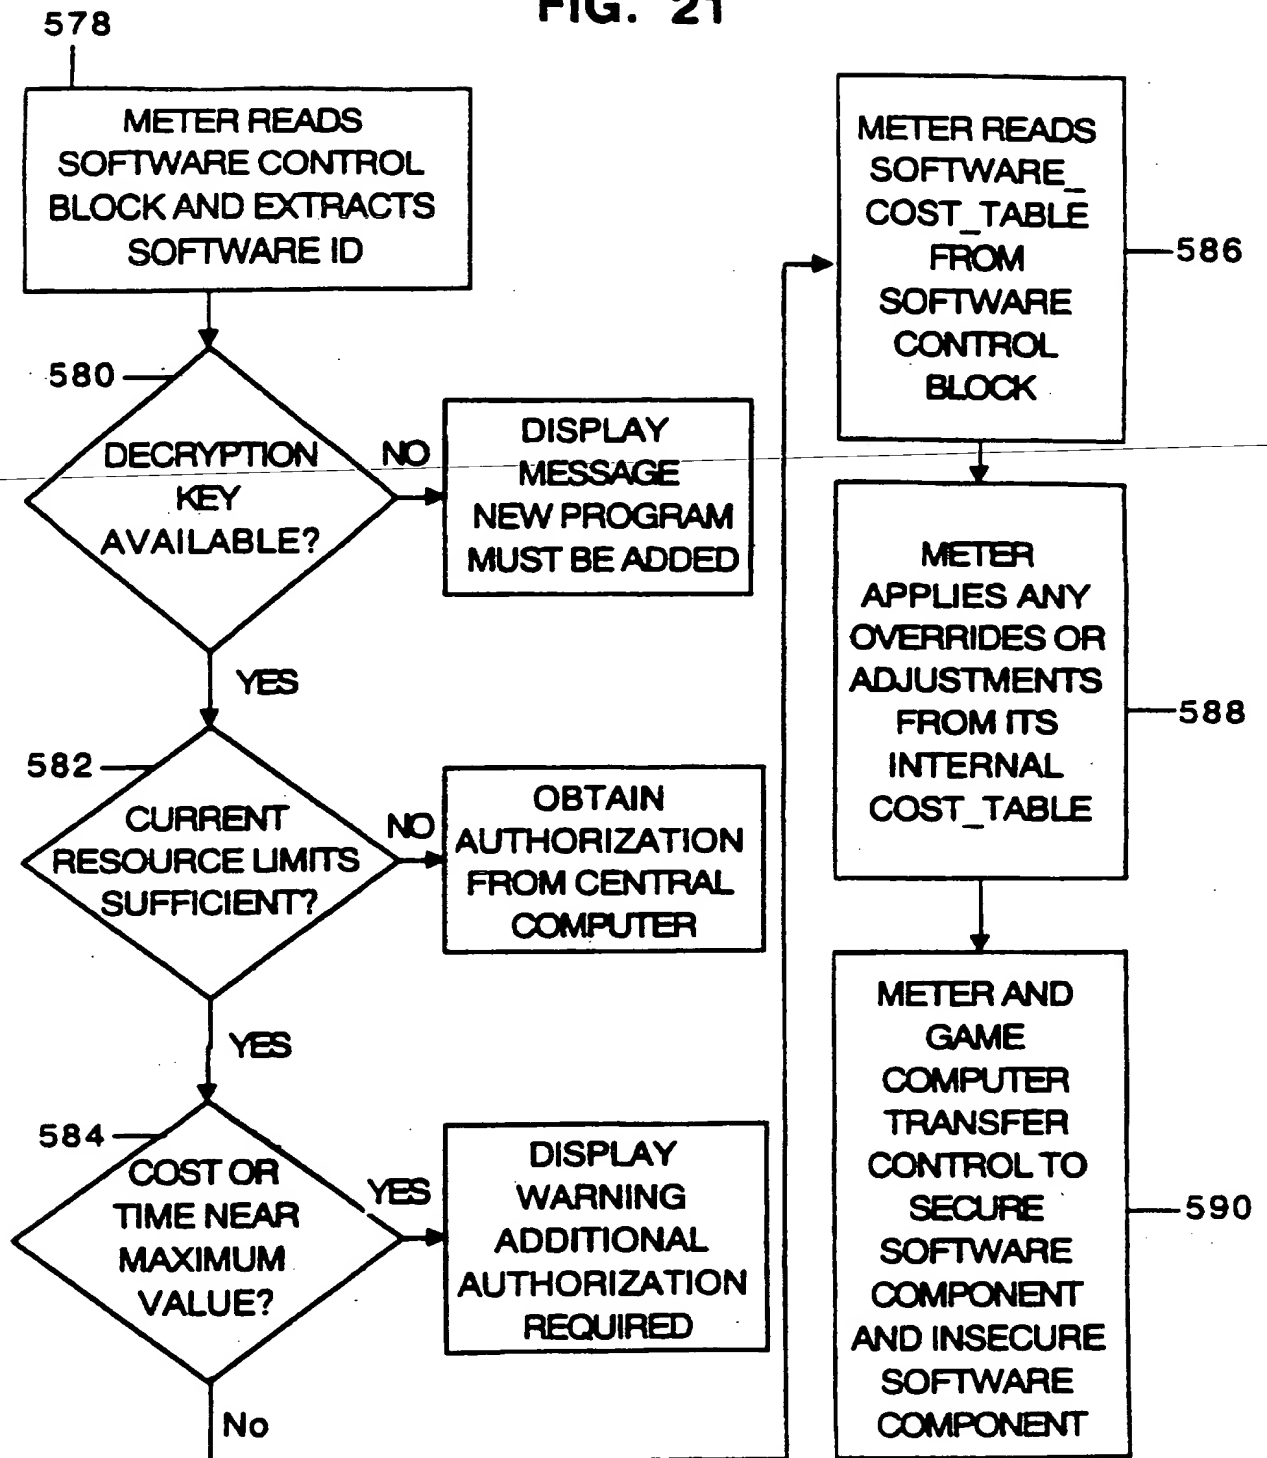 FIG. 21
578
METER READS
SOFTWARE CONTROL
BLOCK AND EXTRACTS
SOFTWARE ID
580
DECRYPTION
KEY
AVAILABLE?
NO
DISPLAY
MESSAGE
NEW PROGRAM
MUST BE ADDED
YES
582
CURRENT
RESOURCE LIMITS
SUFFICIENT?
NO
OBTAIN
AUTHORIZATION
FROM CENTRAL
COMPUTER
YES
584
COST OR
TIME NEAR
MAXIMUM
VALUE?
YES
DISPLAY
WARNING
ADDITIONAL
AUTHORIZATION
REQUIRED
No
METER READS
SOFTWARE_
COST_TABLE
FROM
SOFTWARE
CONTROL
BLOCK
586
METER
APPLIES ANY
OVERRIDES OR
ADJUSTMENTS
FROM ITS
INTERNAL
COST_TABLE
588
METER AND
GAME
COMPUTER
TRANSFER
CONTROL TO
SECURE
SOFTWARE
COMPONENT
AND INSECURE
SOFTWARE
COMPONENT
590